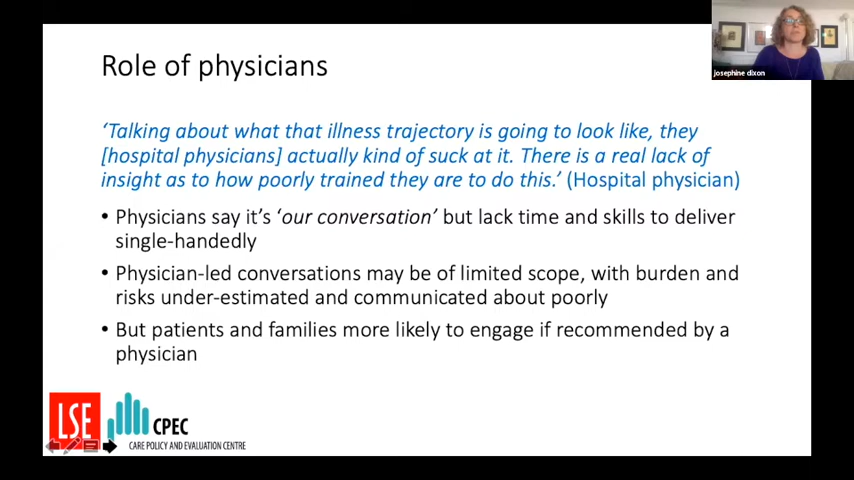 josephine dixon
Role of physicians
‘Talking about what that illness trajectory is going to look like, they
[hospital physicians] actually kind of suck at it. There is a real lack of
insight as to how poorly trained they are to do this.’ (Hospital physician)
• Physicians say it’s ‘our conversation’ but lack time and skills to deliver
single-handedly
• Physician-led conversations may be of limited scope, with burden and
risks under-estimated and communicated about poorly
• But patients and families more likely to engage if recommended by a
physician
LSE
CPEC
CARE POLICY AND EVALUATION CENTRE